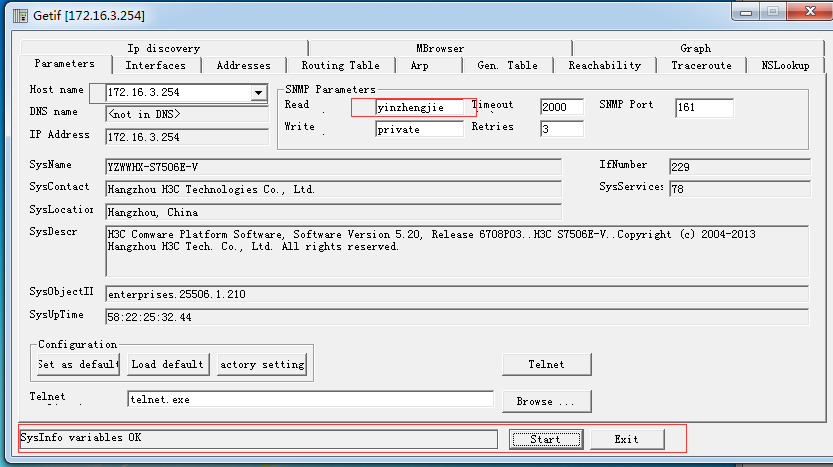 Getif [172.16.3.254]
Ip discovery MBrowser Graph
Parameters Interfaces Addresses Routing Table Arp Gen. Table Reachability Traceroute NSLookup
Host name 172.16.3.254
DNS name <not in DNS>
IP Address 172.16.3.254
SNMP Parameters
Read yinzhengjie Timeout 2000 SNMP Port 161
Write private Retries 3
SysName YZWWHX-S7506E-V IfNumber 229
SysContact Hangzhou H3C Technologies Co., Ltd. SysServices 78
SysLocation Hangzhou, China
SysDescr H3C Comware Platform Software, Software Version 5.20, Release 6708P03..H3C S7506E-V..Copyright (c) 2004-2013
Hangzhou H3C Tech. Co., Ltd. All rights reserved.
SysObjectI enterprises.25506.1.210
SysUpTime 58:22:25:32.44
Configuration
Set as default Load default actory setting Telnet
Telnet telnet.exe Browse ...
SysInfo variables OK Start Exit